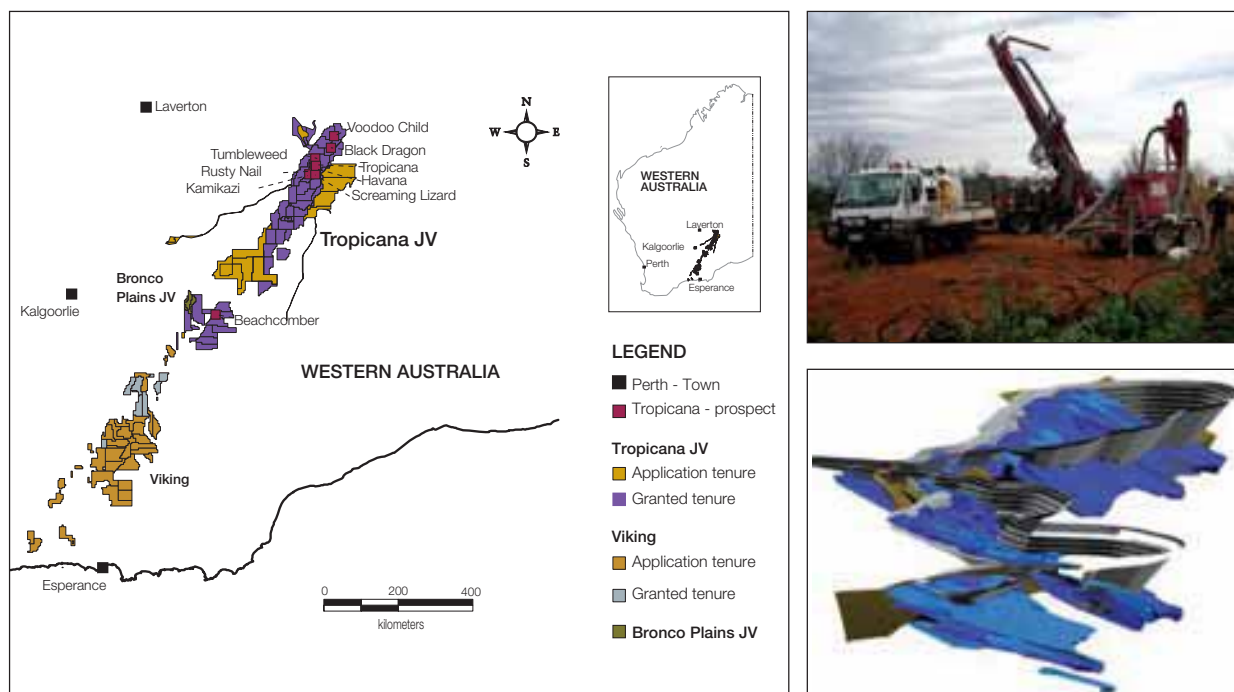 Laverton
N
W E
S
Voodoo Child
Black Dragon
Tumbleweed
Rusty Nail
Kamikazi
Tropicana
Havana
Screaming Lizard
Tropicana JV
Bronco
Plains JV
Kalgoorlie
Beachcomber
WESTERN AUSTRALIA
Viking
Esperance
0 200 400
kilometers
WESTERN
AUSTRALIA
Laverton
Kalgoorlie
Perth
Esperance
LEGEND
Perth - Town
Tropicana - prospect
Tropicana JV
Application tenure
Granted tenure
Viking
Application tenure
Granted tenure
Bronco Plains JV